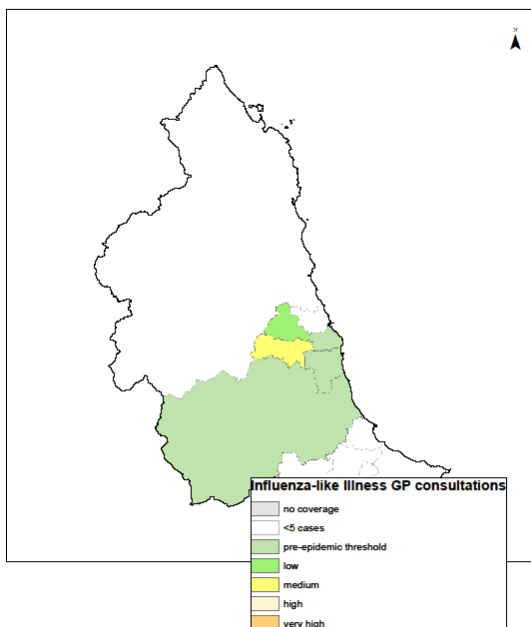 Influenza-like Illness GP consultations
no coverage
<5 cases
pre-epidemic threshold
low
medium
high
very high